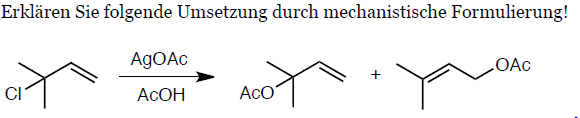 Erklären Sie folgende Umsetzung durch mechanistische Formulierung!
AgOAc
OAc
Cl
AcOH
AcO
+